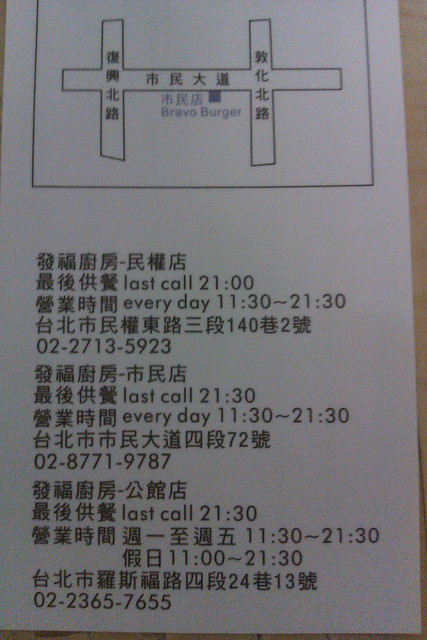 復興北路
敦化北路
市民大道
市民店
Bravo Burger
發福廚房-民權店
最後供餐 last call 21:00
營業時間 every day 11:30~21:30
台北市民權東路三段140巷2號
02-2713-5923
發福廚房-市民店
最後供餐 last call 21:30
營業時間 every day 11:30~21:30
台北市市民大道四段72號
02-8771-9787
發福廚房-公館店
最後供餐 last call 21:30
營業時間 週一至週五 11:30~21:30
假日11:00~21:30
台北市羅斯福路四段24巷13號
02-2365-7655